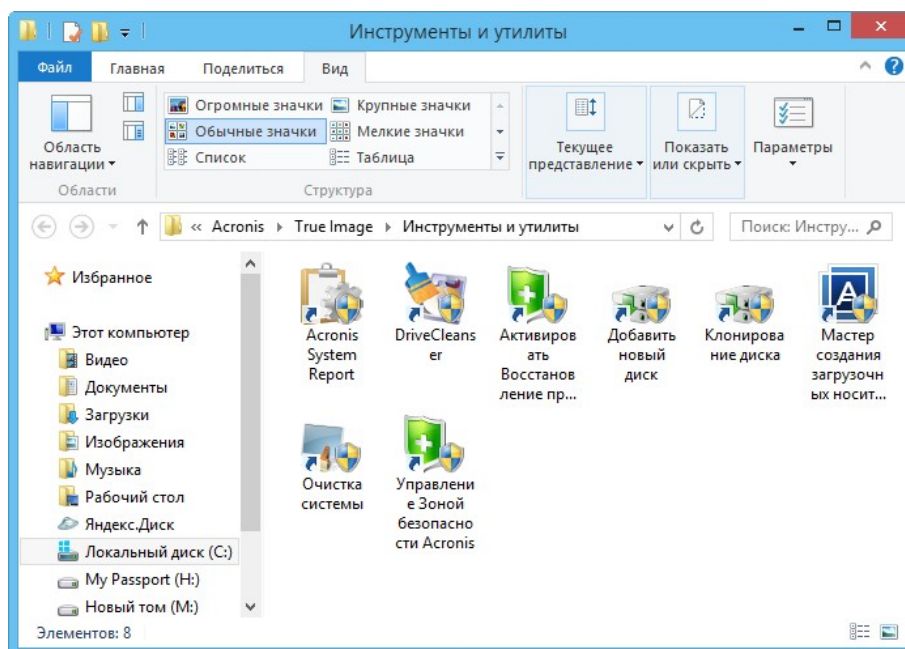 Инструменты и утилиты
Файл Главная Поделиться Вид
Огромные значки Крупные значки
Обычные значки Мелкие значки
Список Таблица
Область
навигации
Текущее
представление
Показать
или скрыть
Параметры
Области Структура
« Acronis True Image Инструменты и утилиты Поиск: Инстру...
Избранное
Этот компьютер
Видео
Документы
Загрузки
Изображения
Музыка
Рабочий стол
Яндекс.Диск
Локальный диск (C:)
My Passport (H:)
Новый том (M:)
Acronis
System
Report
DriveCleans
er
Активиров
ать
Восстанов
ление пр...
Добавить
новый
диск
Клонирова
ние диска
Мастер
создания
загрузочн
ых носит...
Очистка
системы
Управлени
е Зоной
безопасно
сти Acronis
Элементов: 8